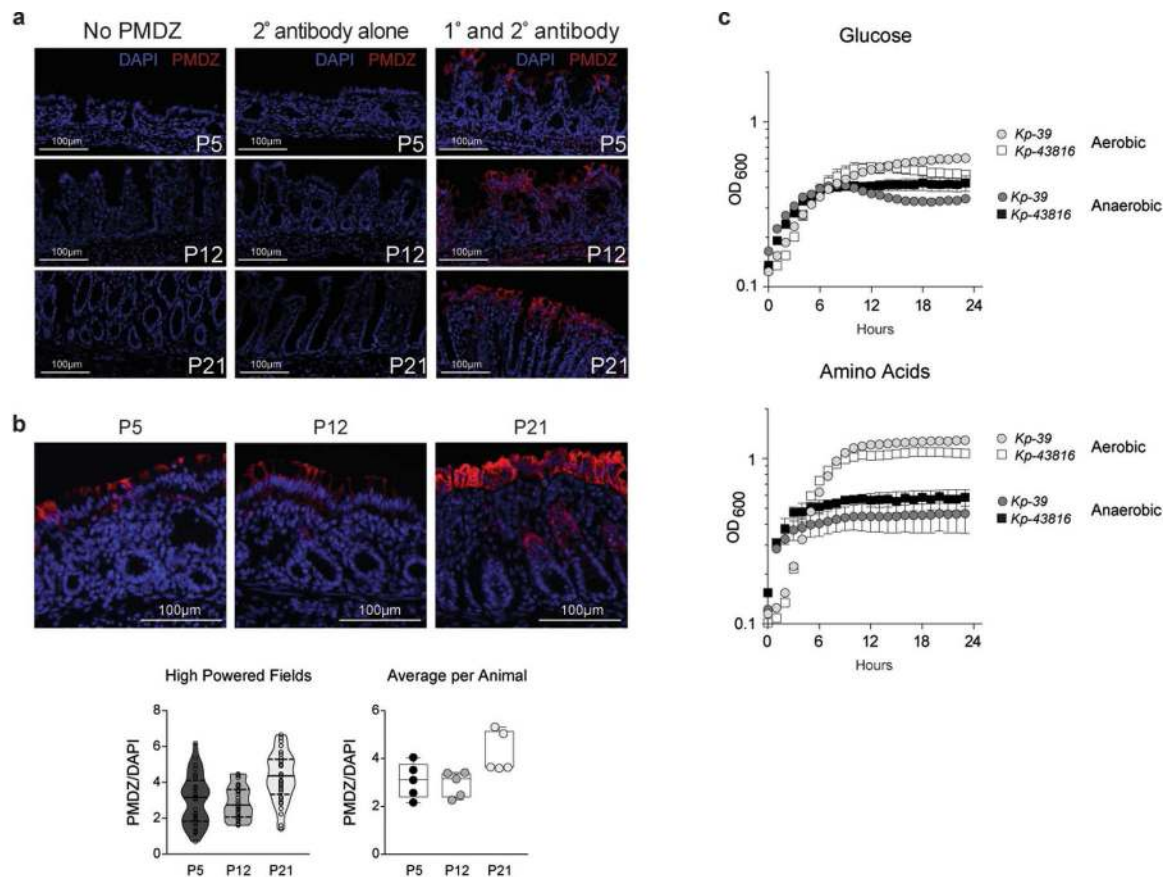 a
No PMDZ
2° antibody alone
1° and 2° antibody
DAPI PMDZ
DAPI PMDZ
DAPI PMDZ
100µm
P5
100µm
P5
100µm
P5
100µm
P12
100µm
P12
100µm
P12
100µm
P21
100µm
P21
100µm
P21
b
P5
P12
P21
100µm
100µm
100µm
High Powered Fields
PMDZ/DAPI
8
6
4
2
0
P5 P12 P21
Average per Animal
PMDZ/DAPI
6
4
2
0
P5 P12 P21
c
Glucose
OD600
1
0.1
0 6 12 18 24
Hours
Kp-39
Kp-43816
Aerobic
Kp-39
Kp-43816
Anaerobic
Amino Acids
OD600
1
0.1
0 6 12 18 24
Hours
Kp-39
Kp-43816
Aerobic
Kp-39
Kp-43816
Anaerobic